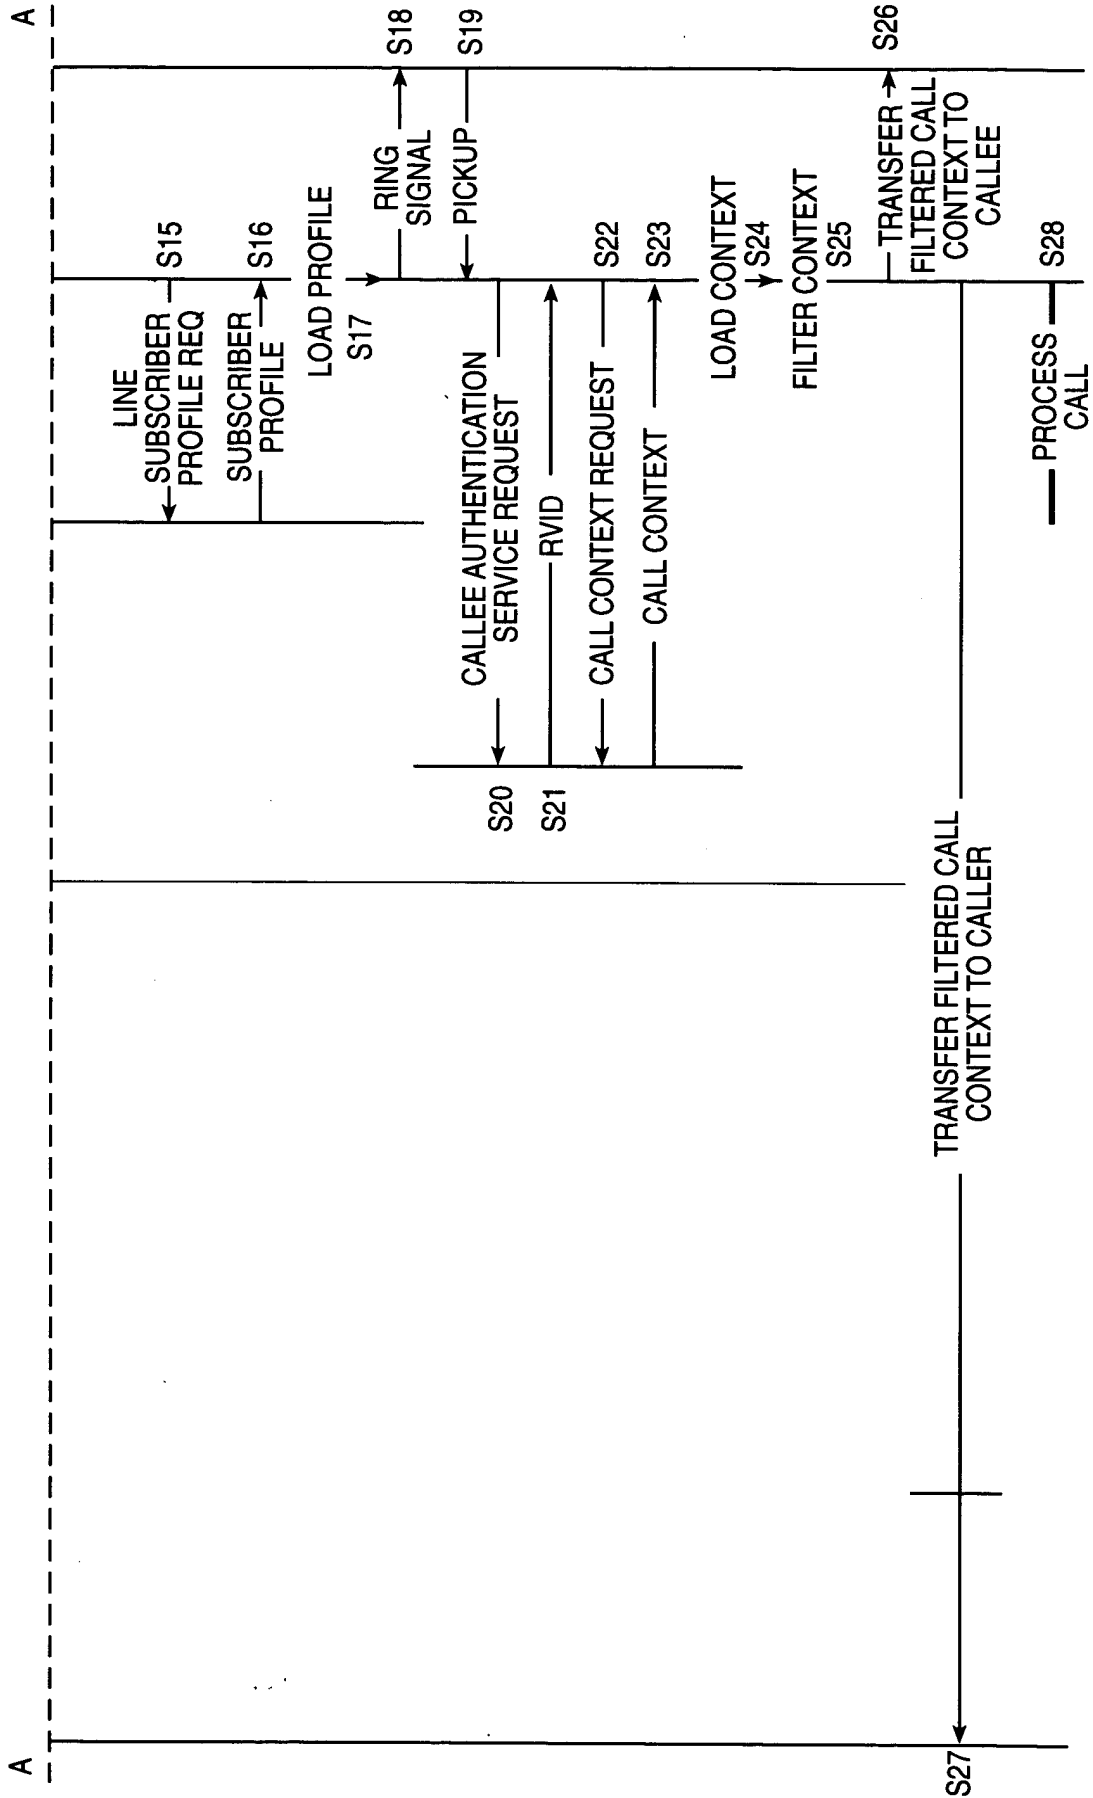 A
A
LINE
SUBSCRIBER
PROFILE REQ
S15
SUBSCRIBER
PROFILE
S16
LOAD PROFILE
S17
RING
SIGNAL
S18
PICKUP
S19
CALLEE AUTHENTICATION
SERVICE REQUEST
S20
RVID
S21
CALL CONTEXT REQUEST
S22
CALL CONTEXT
S23
LOAD CONTEXT
S24
FILTER CONTEXT
S25
TRANSFER
FILTERED CALL
CONTEXT TO
CALLEE
S26
TRANSFER FILTERED CALL
CONTEXT TO CALLER
S27
PROCESS
CALL
S28